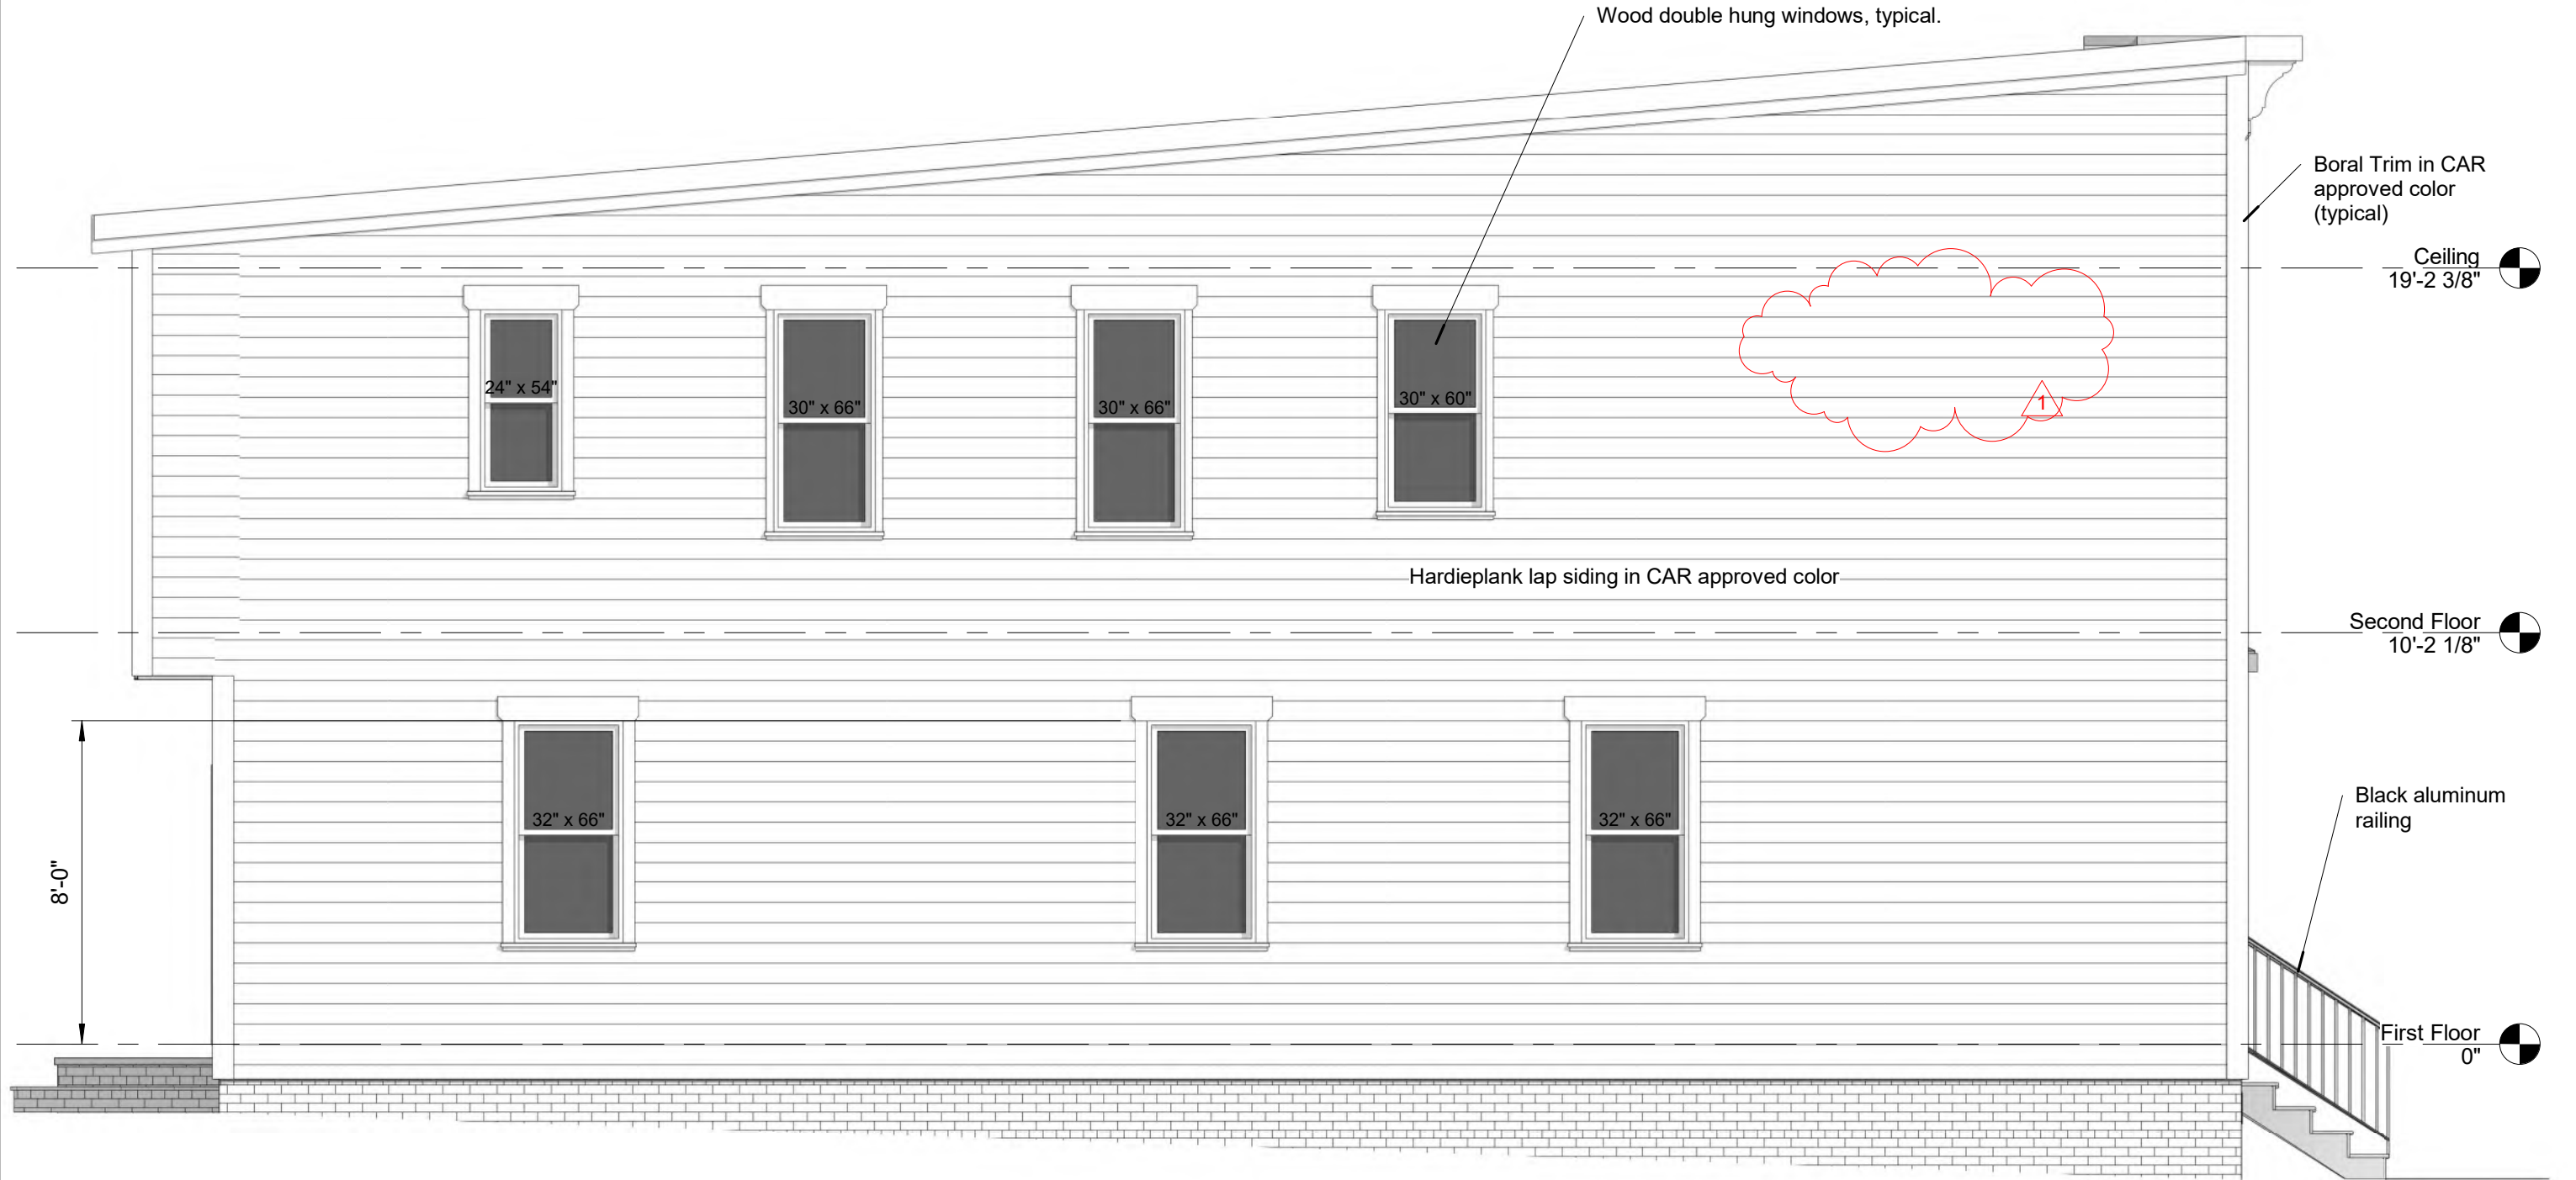 Wood double hung windows, typical.
Boral Trim in CAR
approved color
(typical)
Ceiling
19'-2 3/8"
24" x 54"
30" x 66"
30" x 66"
30" x 60"
1
Hardieplank lap siding in CAR approved color
Second Floor
10'-2 1/8"
32" x 66"
32" x 66"
32" x 66"
Black aluminum
railing
8'-0"
First Floor
0"